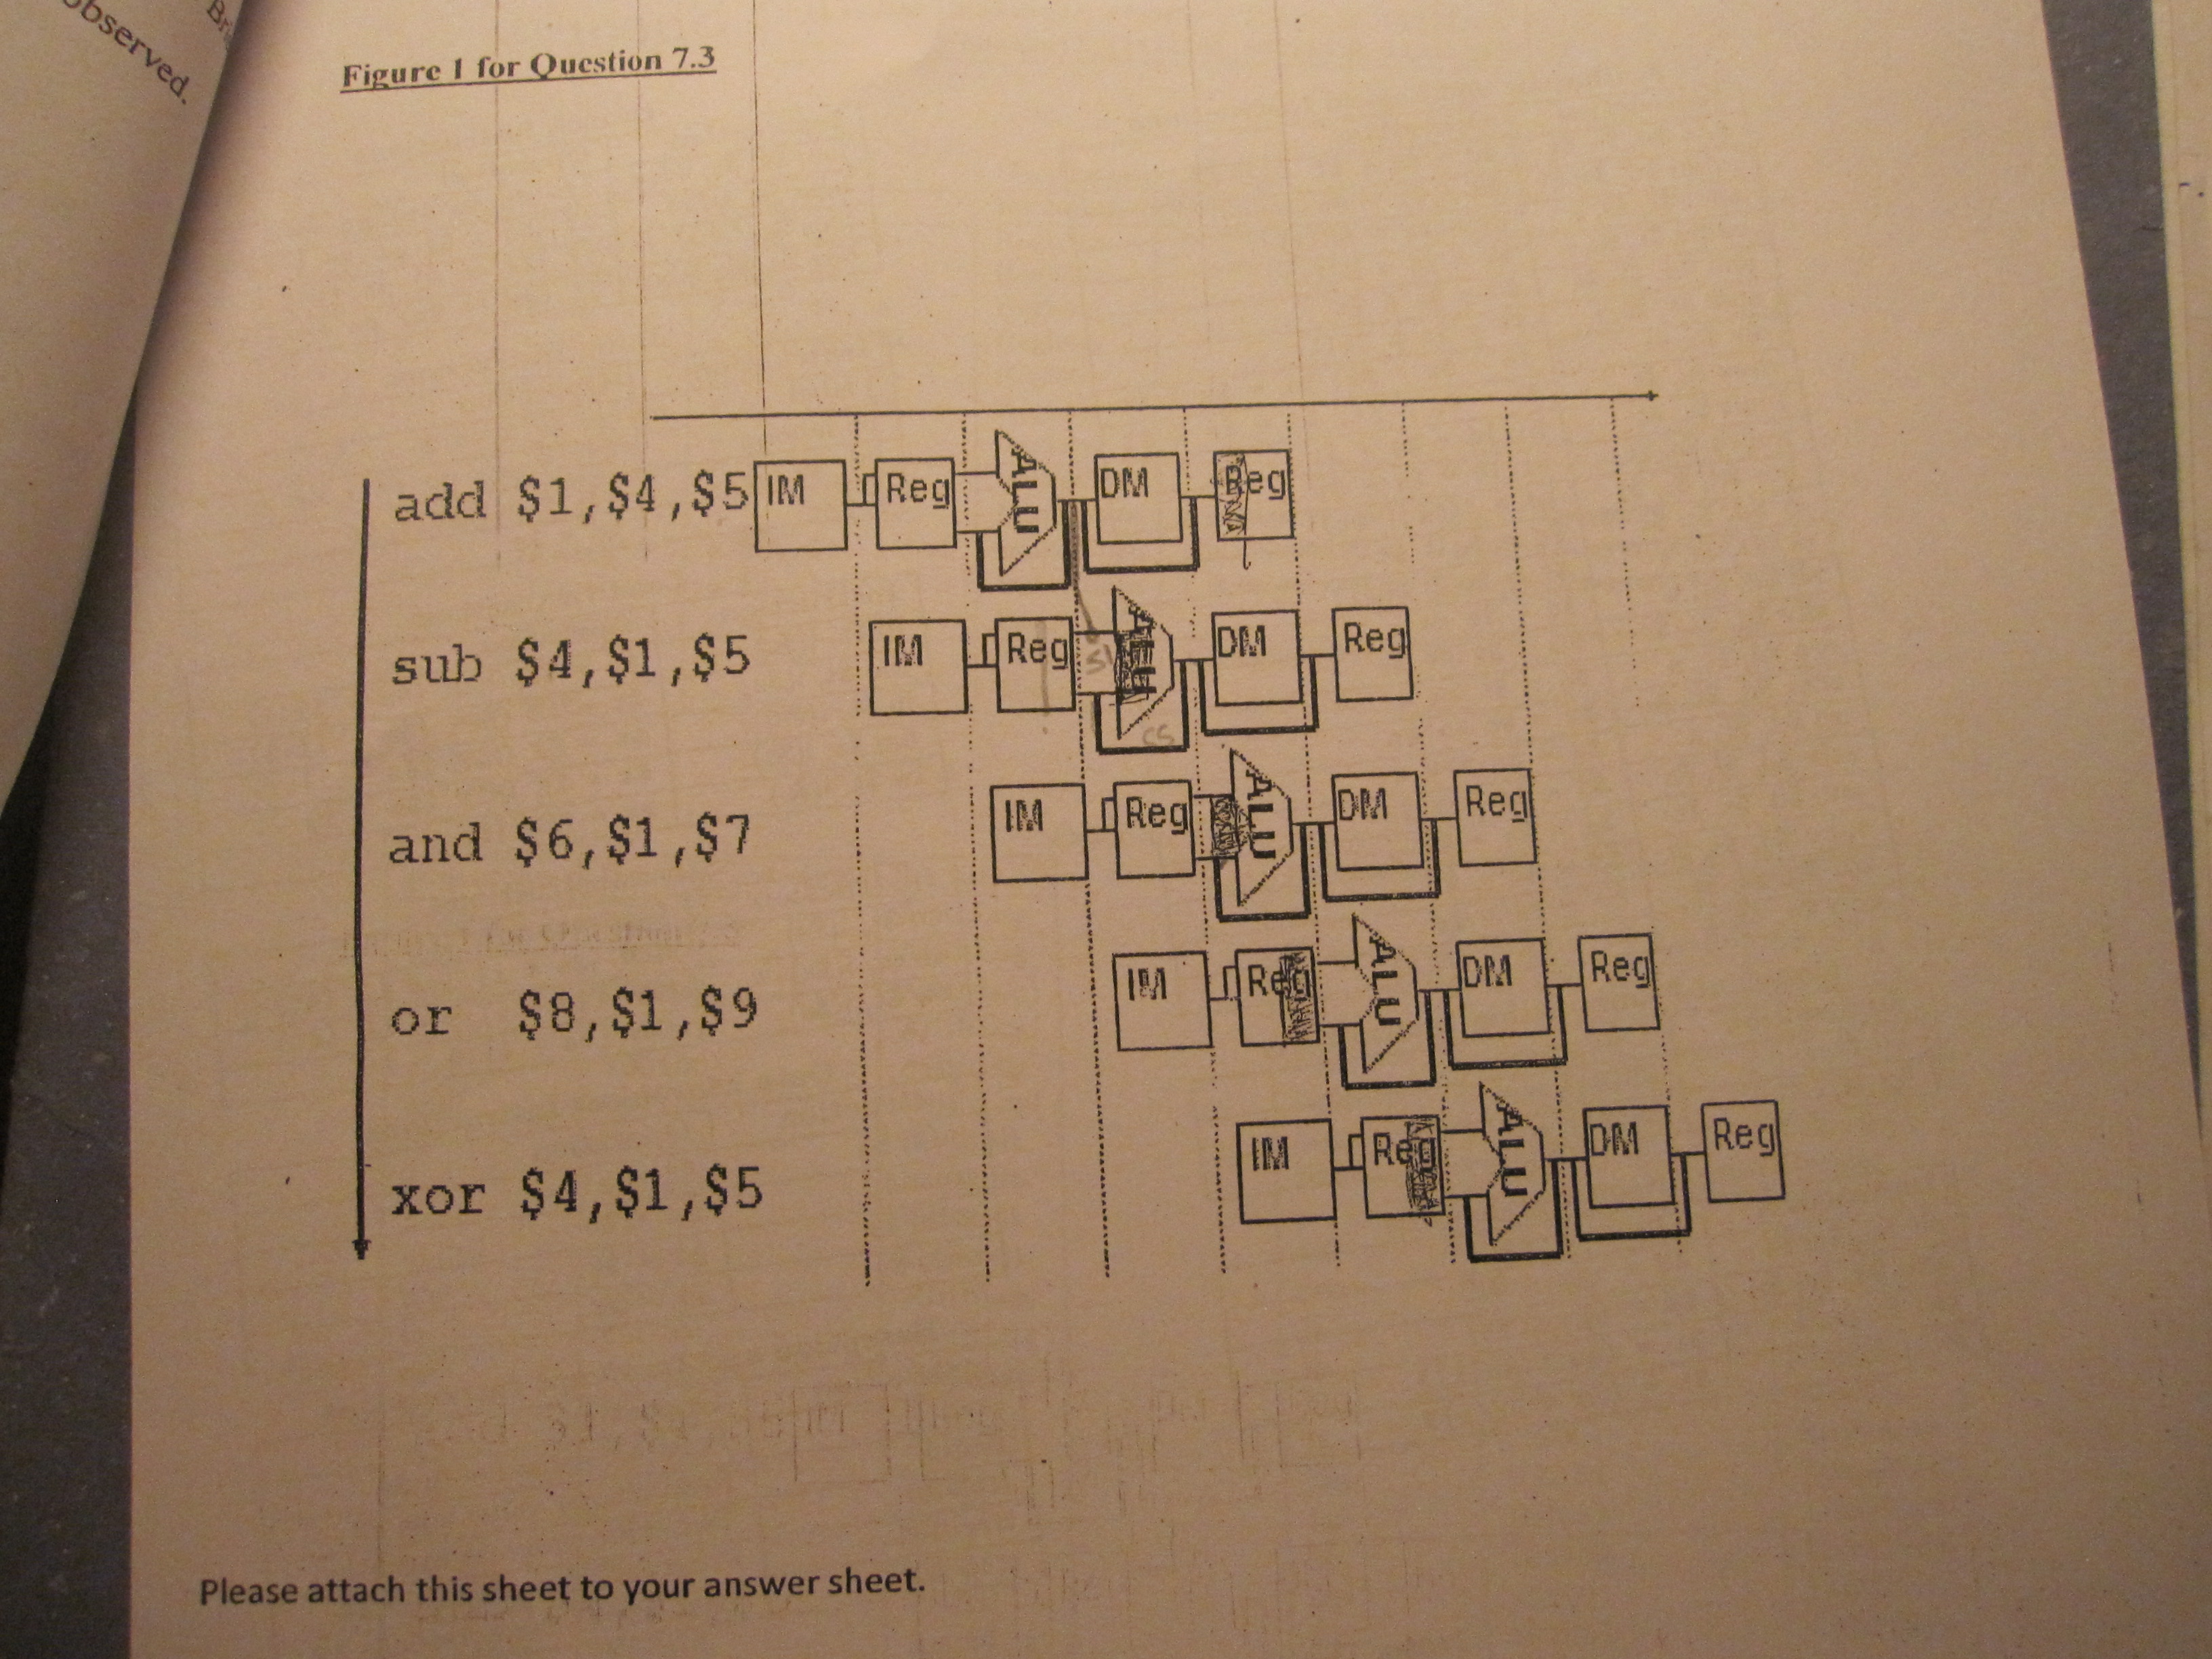 observed.
Figure 1 for Question 7.3
add $1,$4,$5 IM Reg ALU DM Reg
sub $4,$1,$5 IM Reg ALU DM Reg
and $6,$1,$7 IM Reg ALU DM Reg
or $8,$1,$9 IM Reg ALU DM Reg
xor $4,$1,$5 IM Reg ALU DM Reg
Please attach this sheet to your answer sheet.